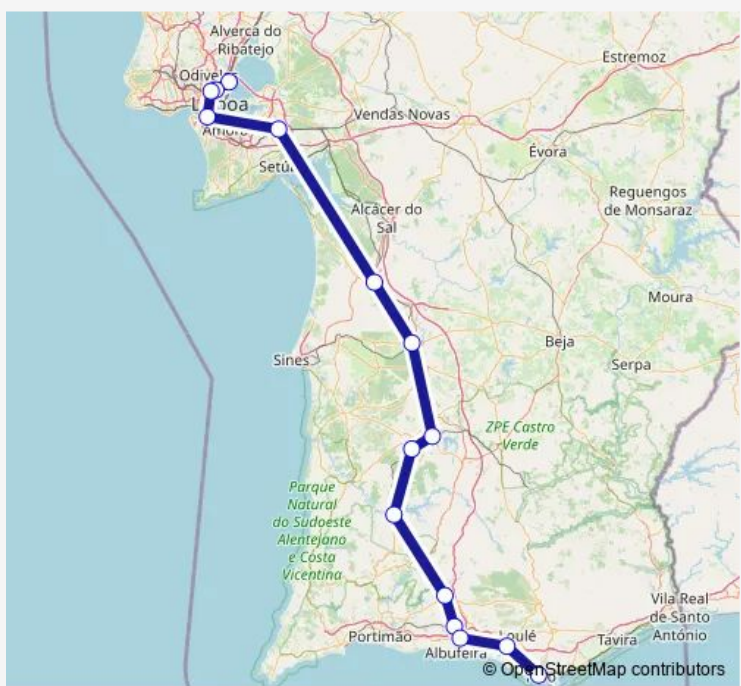 Alverca do
Ribatejo
Estremoz
Vendas Novas
Évora
Reguengos
de Monsaraz
Alcácer do
Sal
Moura
Sines
Beja
Serpa
ZPE Castro
Verde
Parque
Natural
do Sudoeste
Alentejano
e Costa
Vicentina
Vila Real
de Santo
António
Portimão
Loulé
Tavira
Albufeira
© OpenStreetMap contributors